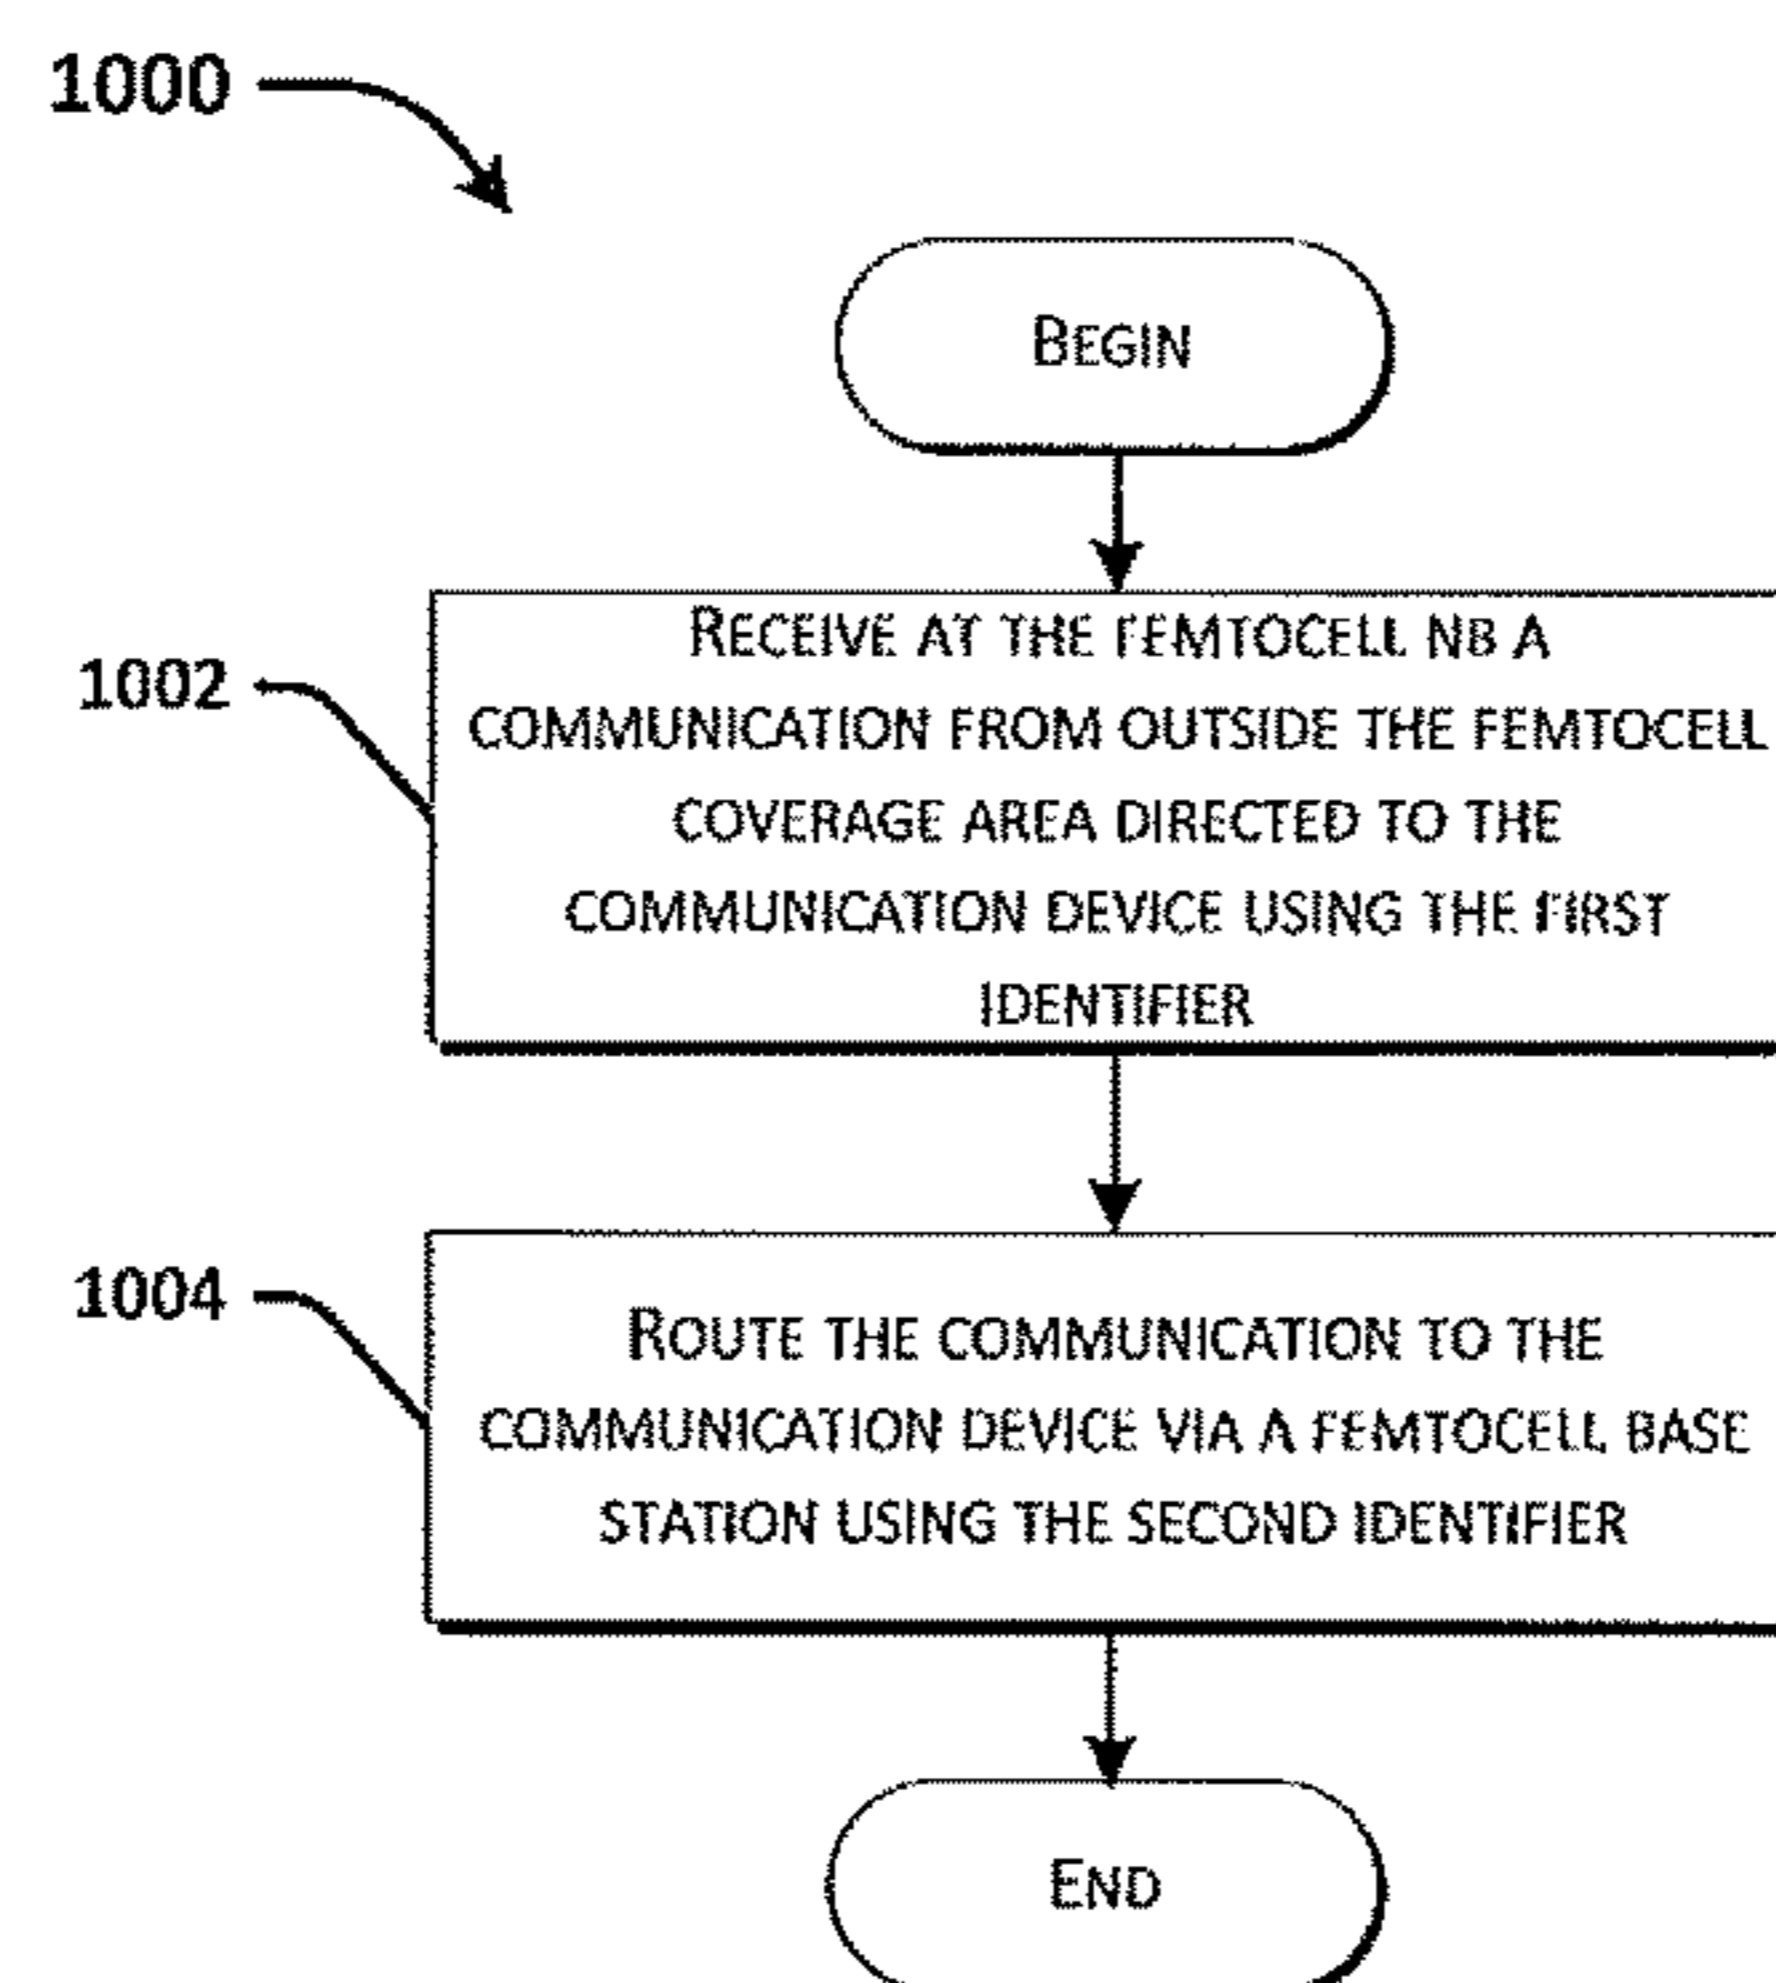 1000
BEGIN
1002
RECEIVE AT THE FEMTOCELL NB A
COMMUNICATION FROM OUTSIDE THE FEMTOCELL
COVERAGE AREA DIRECTED TO THE
COMMUNICATION DEVICE USING THE FIRST
IDENTIFIER
1004
ROUTE THE COMMUNICATION TO THE
COMMUNICATION DEVICE VIA A FEMTOCELL BASE
STATION USING THE SECOND IDENTIFIER
END